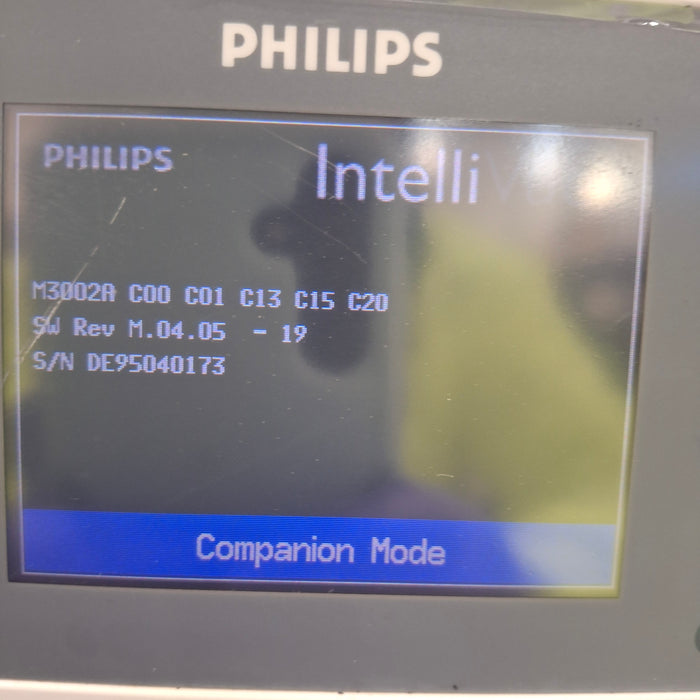 PHILIPS
PHILIPS
Intelli
M3002A C00 C01 C13 C15 C20
SW Rev M.04.05 - 19
S/N DE95040173
Companion Mode